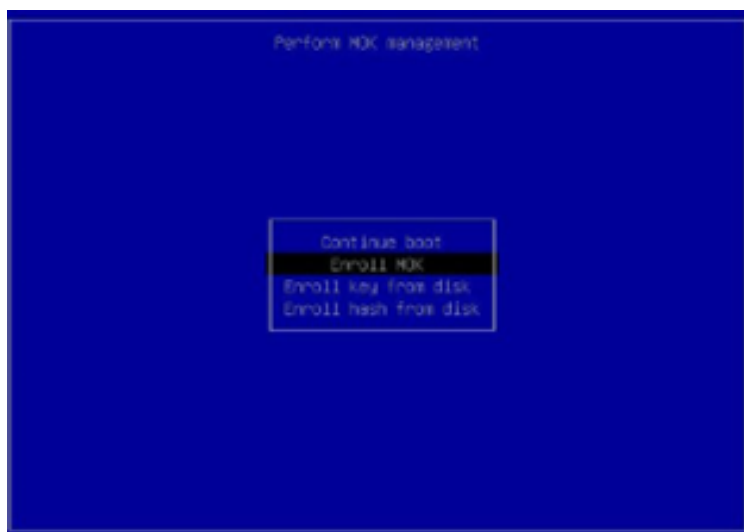 Perform MOK management
Continue boot
Enroll MOK
Enroll key from disk
Enroll hash from disk